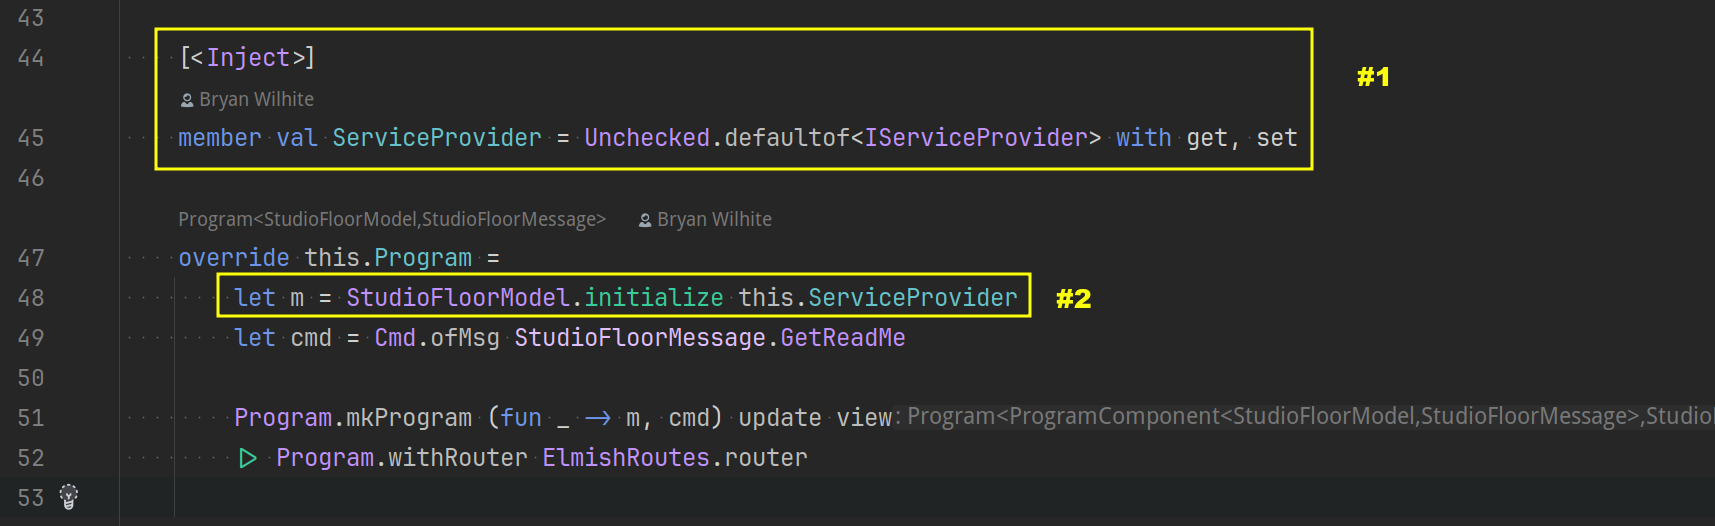 43
44 [<Inject>] #1
Bryan Wilhite
45 member val ServiceProvider = Unchecked.defaultof<IServiceProvider> with get, set
46
Program<StudioFloorModel,StudioFloorMessage> Bryan Wilhite
47 override this.Program =
48 let m = StudioFloorModel.initialize this.ServiceProvider #2
49 let cmd = Cmd.ofMsg StudioFloorMessage.GetReadMe
50
51 Program.mkProgram (fun _ -> m, cmd) update view : Program<ProgramComponent<StudioFloorModel,StudioFloorMessage>,Studio
52 |> Program.withRouter ElmishRoutes.router
53